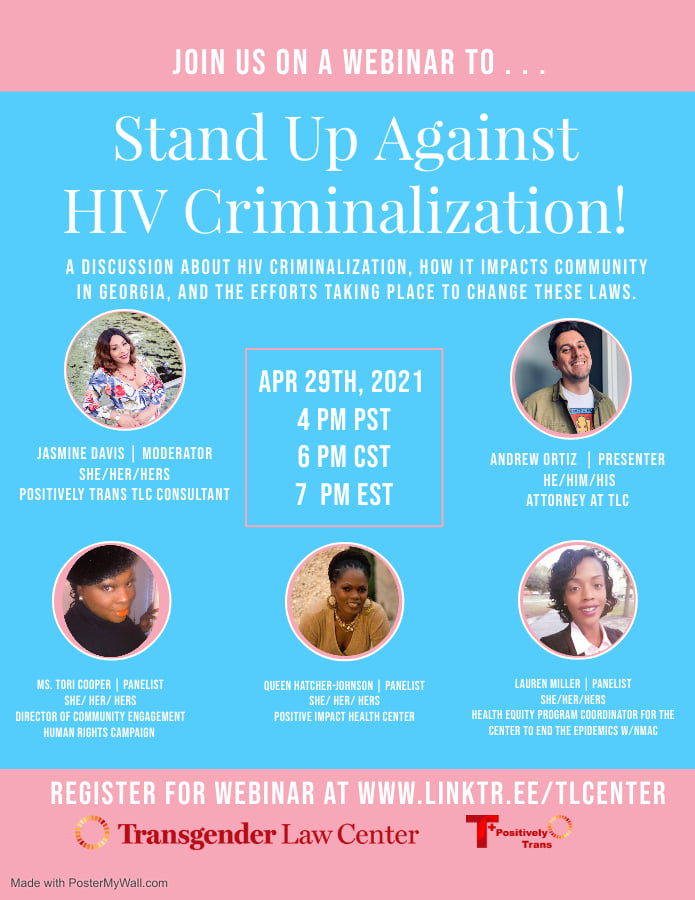 JOIN US ON A WEBINAR TO . . .
Stand Up Against
HIV Criminalization!
A DISCUSSION ABOUT HIV CRIMINALIZATION, HOW IT IMPACTS COMMUNITY
IN GEORGIA, AND THE EFFORTS TAKING PLACE TO CHANGE THESE LAWS.
APR 29TH, 2021
4 PM PST
6 PM CST
7 PM EST
JASMINE DAVIS | MODERATOR
SHE/HER/HERS
POSITIVELY TRANS TLC CONSULTANT
ANDREW ORTIZ | PRESENTER
HE/HIM/HIS
ATTORNEY AT TLC
MS. TORI COOPER | PANELIST
SHE/ HER/ HERS
DIRECTOR OF COMMUNITY ENGAGEMENT
HUMAN RIGHTS CAMPAIGN
QUEEN HATCHER-JOHNSON | PANELIST
SHE/ HER/ HERS
POSITIVE IMPACT HEALTH CENTER
LAUREN MILLER | PANELIST
SHE/HER/HERS
HEALTH EQUITY PROGRAM COORDINATOR FOR THE
CENTER TO END THE EPIDEMICS W/NMAC
REGISTER FOR WEBINAR AT WWW.LINKTR.EE/TLCENTER
Transgender Law Center
T+ Positively
Trans
Made with PosterMyWall.com